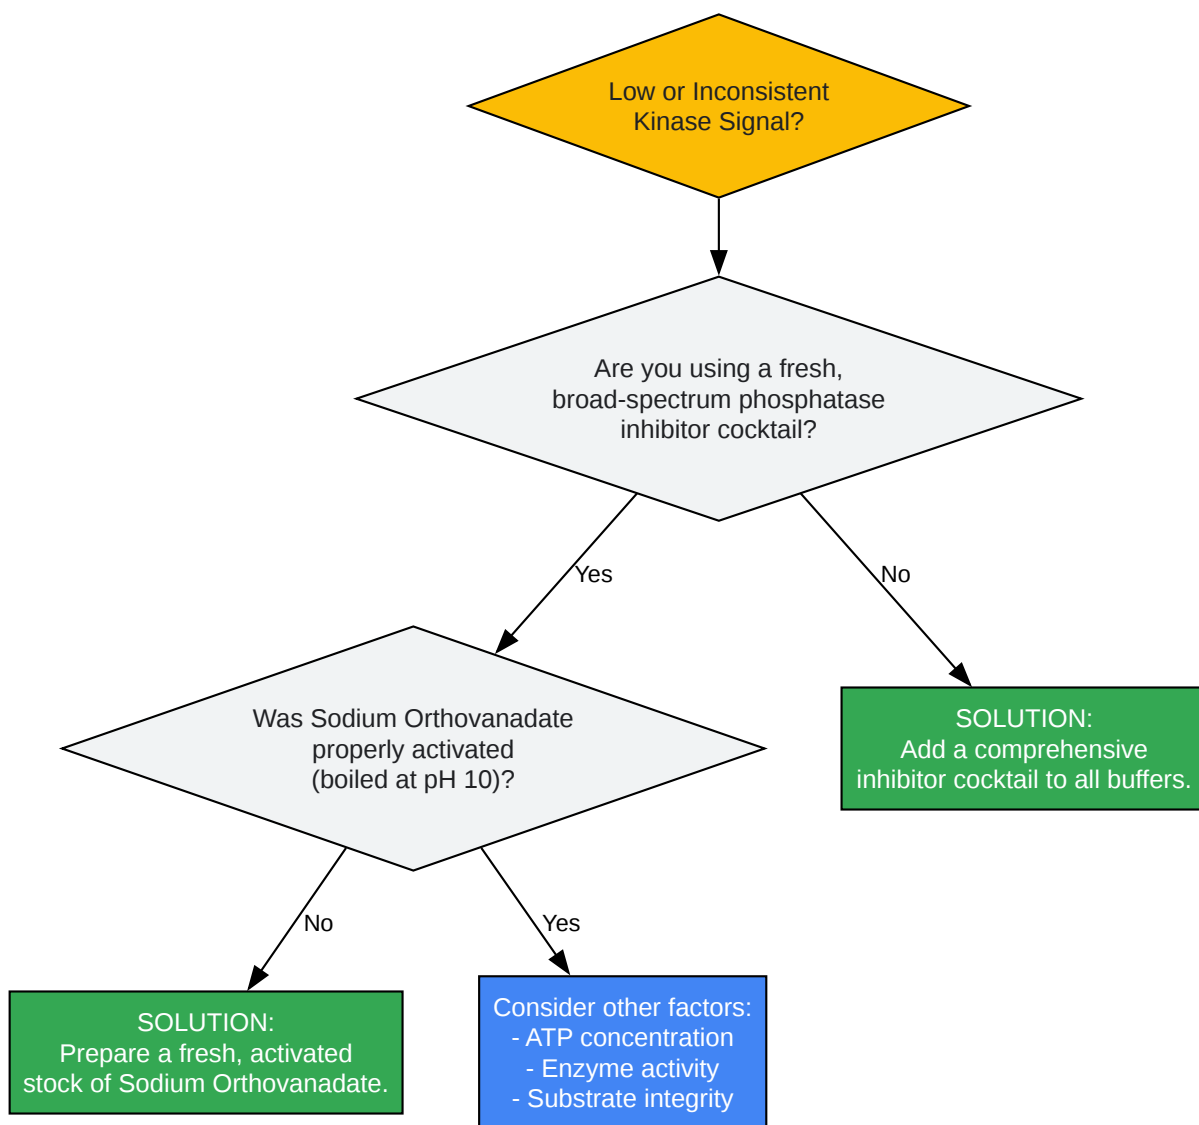 Low or Inconsistent
Kinase Signal?
Are you using a fresh,
broad-spectrum phosphatase
inhibitor cocktail?
Yes
No
Was Sodium Orthovanadate
properly activated
(boiled at pH 10)?
SOLUTION:
Add a comprehensive
inhibitor cocktail to all buffers.
No
Yes
SOLUTION:
Prepare a fresh, activated
stock of Sodium Orthovanadate.
Consider other factors:
- ATP concentration
- Enzyme activity
- Substrate integrity